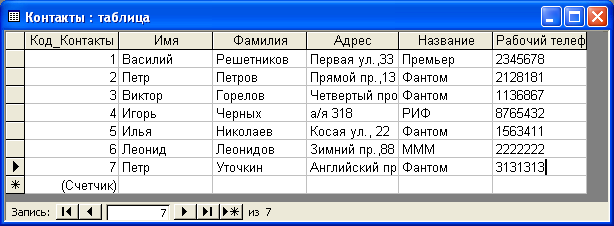 Контакты : таблица
Код_Контакты Имя Фамилия Адрес Название Рабочий телеф
1 Василий Решетников Первая ул.,33 Премьер 2345678
2 Петр Петров Прямой пр.,13 Фантом 2128181
3 Виктор Горелов Четвертый про Фантом 1136867
4 Игорь Черных а/я 318 РИФ 8765432
5 Илья Николаев Косая ул., 22 Фантом 1563411
6 Леонид Леонидов Зимний пр.,88 МММ 2222222
7 Петр Уточкин Английский пр Фантом 3131313
(Счетчик)
Запись: 7 из 7